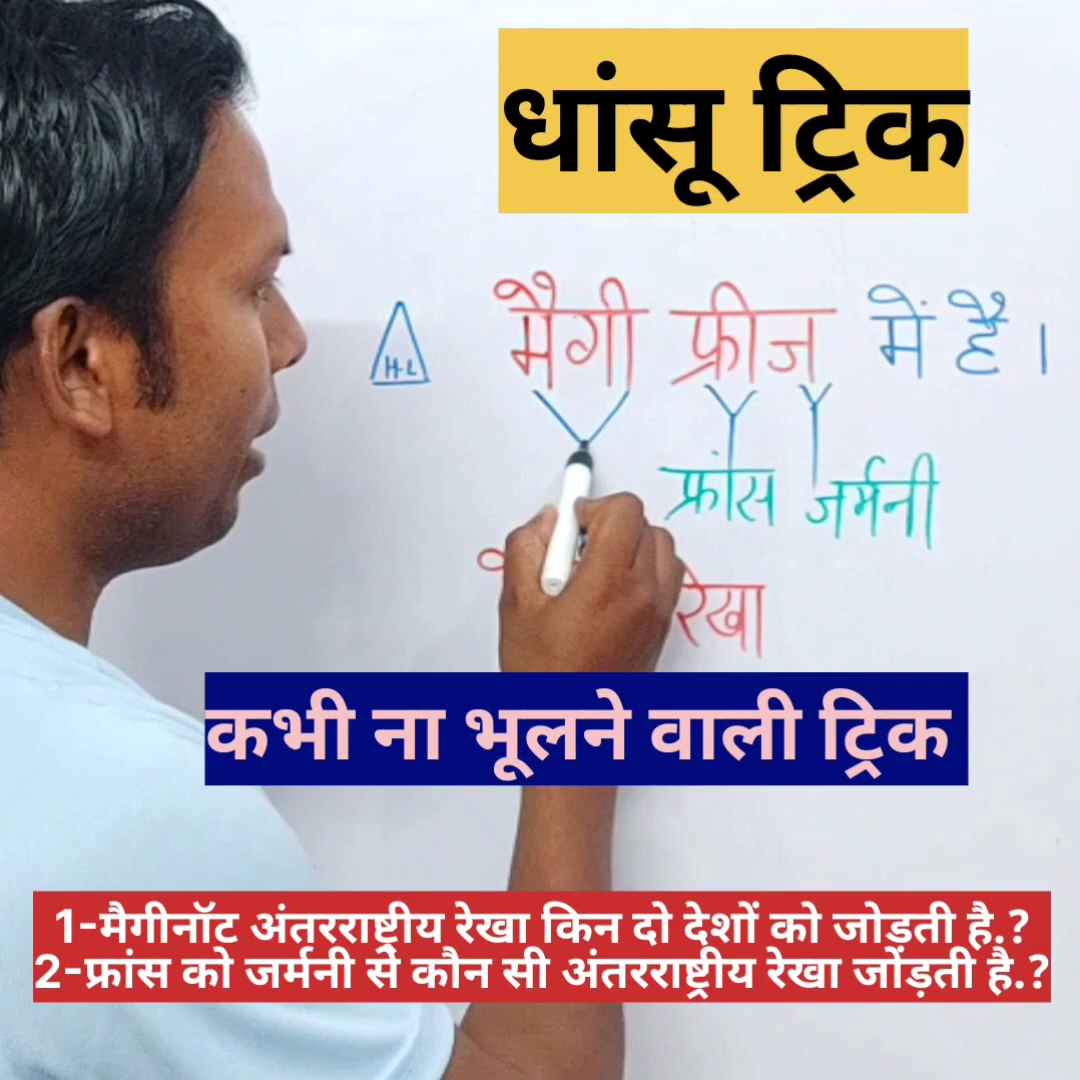 धांसू ट्रिक
H.L मैगी फ्रीज में है।
फ्रांस जर्मनी
रेखा
कभी ना भूलने वाली ट्रिक
1-मैगीनॉट अंतरराष्ट्रीय रेखा किन दो देशों को जोड़ती है.?
2-फ्रांस को जर्मनी से कौन सी अंतरराष्ट्रीय रेखा जोड़ती है.?